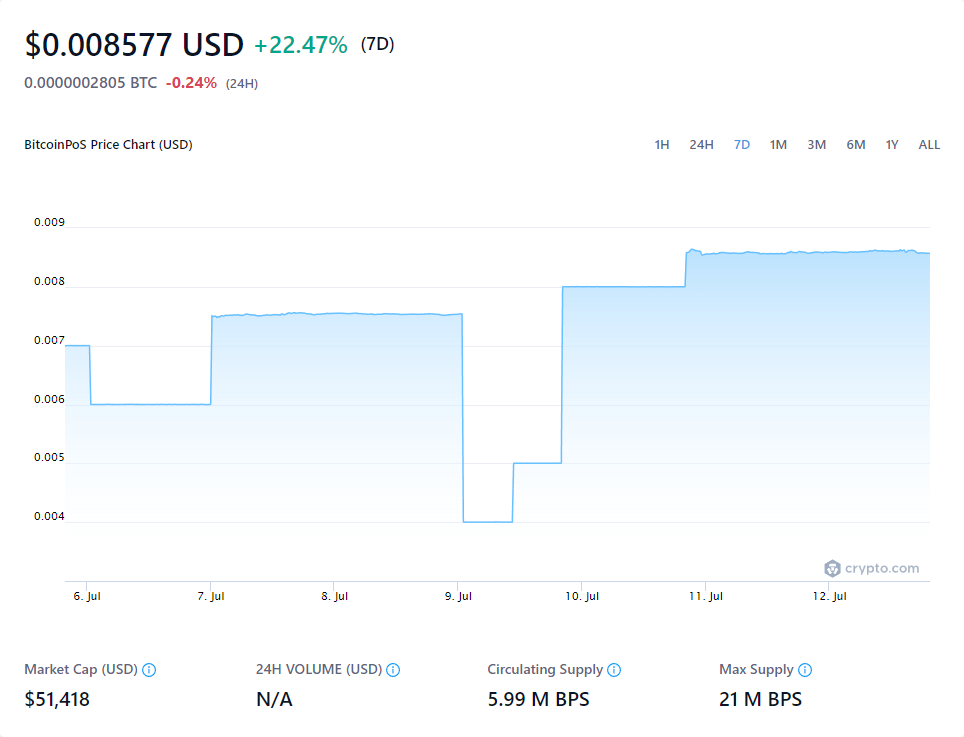 $0.008577 USD +22.47% (7D)
0.0000002805 BTC -0.24% (24H)
BitcoinPoS Price Chart (USD) 1H 24H 7D 1M 3M 6M 1Y ALL
0.009
0.008
0.007
0.006
0.005
0.004
crypto.com
6. Jul 7. Jul 8. Jul 9. Jul 10. Jul 11. Jul 12. Jul
Market Cap (USD) 24H VOLUME (USD) Circulating Supply Max Supply
$51,418 N/A 5.99 M BPS 21 M BPS